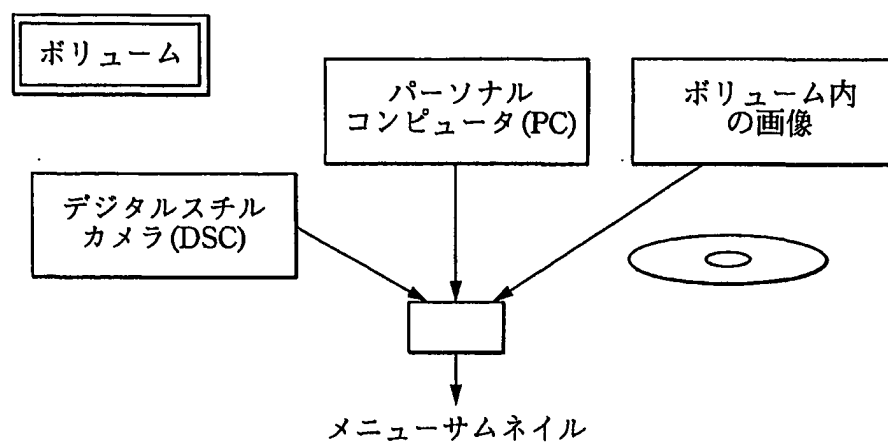 ボリューム
パーソナル
コンピュータ(PC)
ボリューム内
の画像
デジタルスチル
カメラ(DSC)
メニューサムネイル